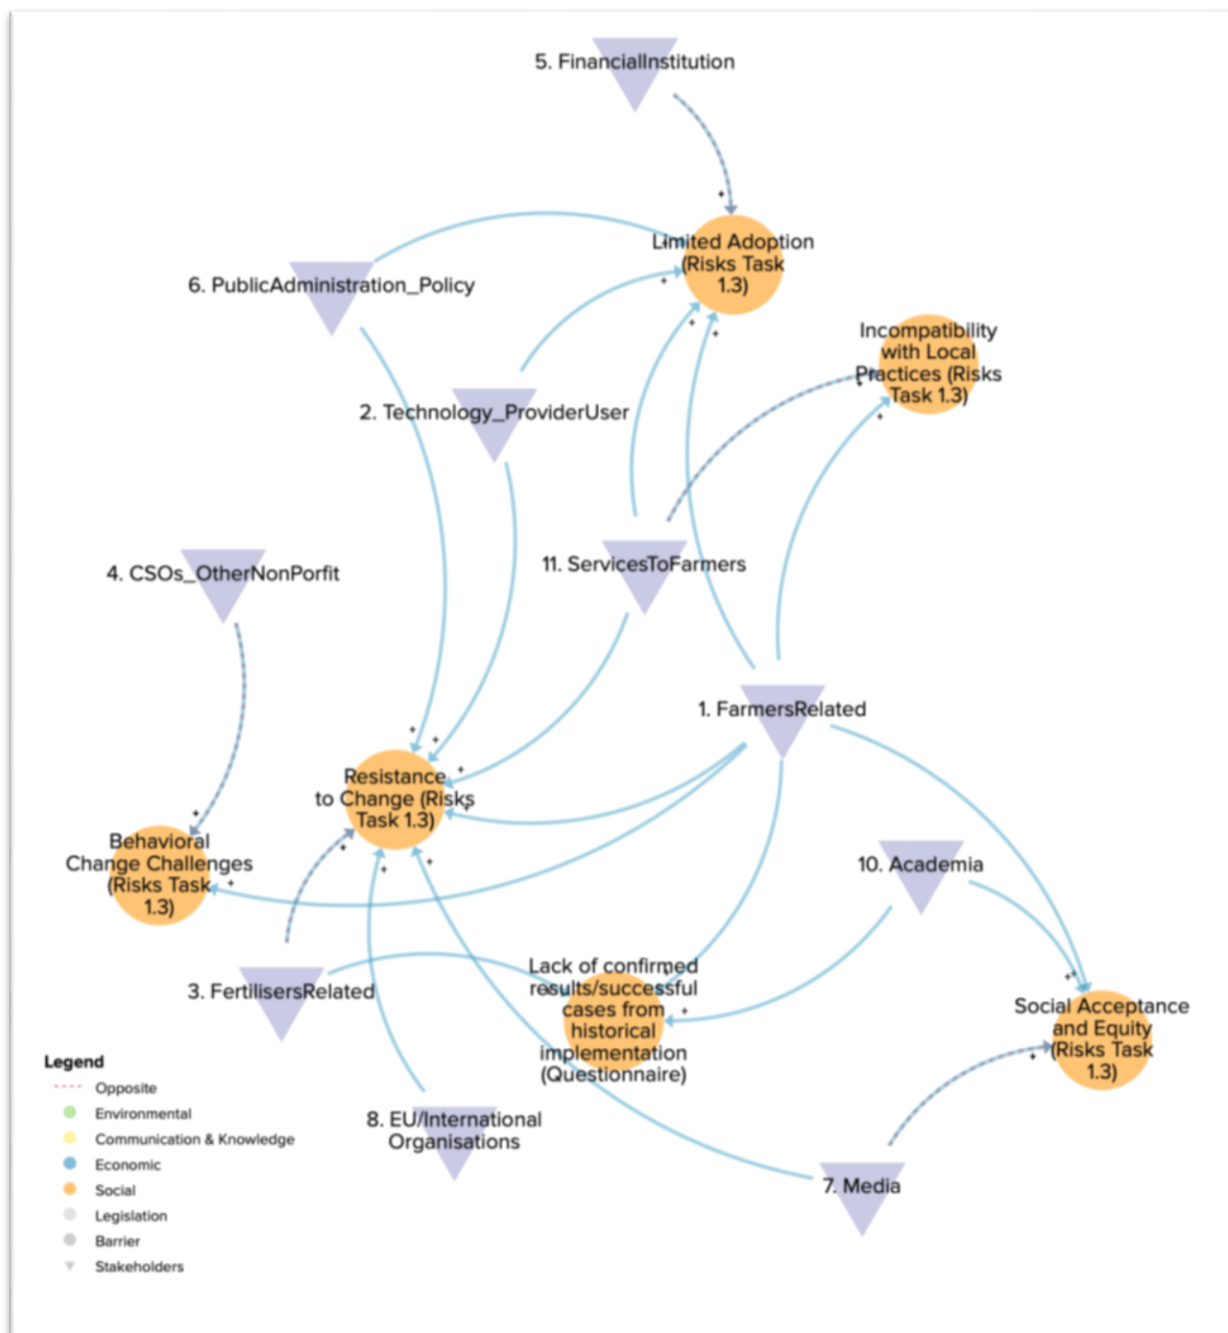 5. FinancialInstitution
Limited Adoption
(Risks Task
1.3)
6. PublicAdministration_Policy
Incompatibility
with Local
Practices (Risks
Task 1.3)
2. Technology_ProviderUser
11. ServicesToFarmers
4. CSOs_OtherNonPorfit
1. FarmersRelated
Resistance
to Change (Risks
Task 1.3)
Behavioral
Change Challenges
(Risks Task
1.3)
10. Academia
3. FertilisersRelated
Lack of confirmed
results/successful
cases from
historical
implementation
(Questionnaire)
Social Acceptance
and Equity
(Risks Task
1.3)
8. EU/International
Organisations
7. Media
Legend
Opposite
Environmental
Communication & Knowledge
Economic
Social
Legislation
Barrier
Stakeholders